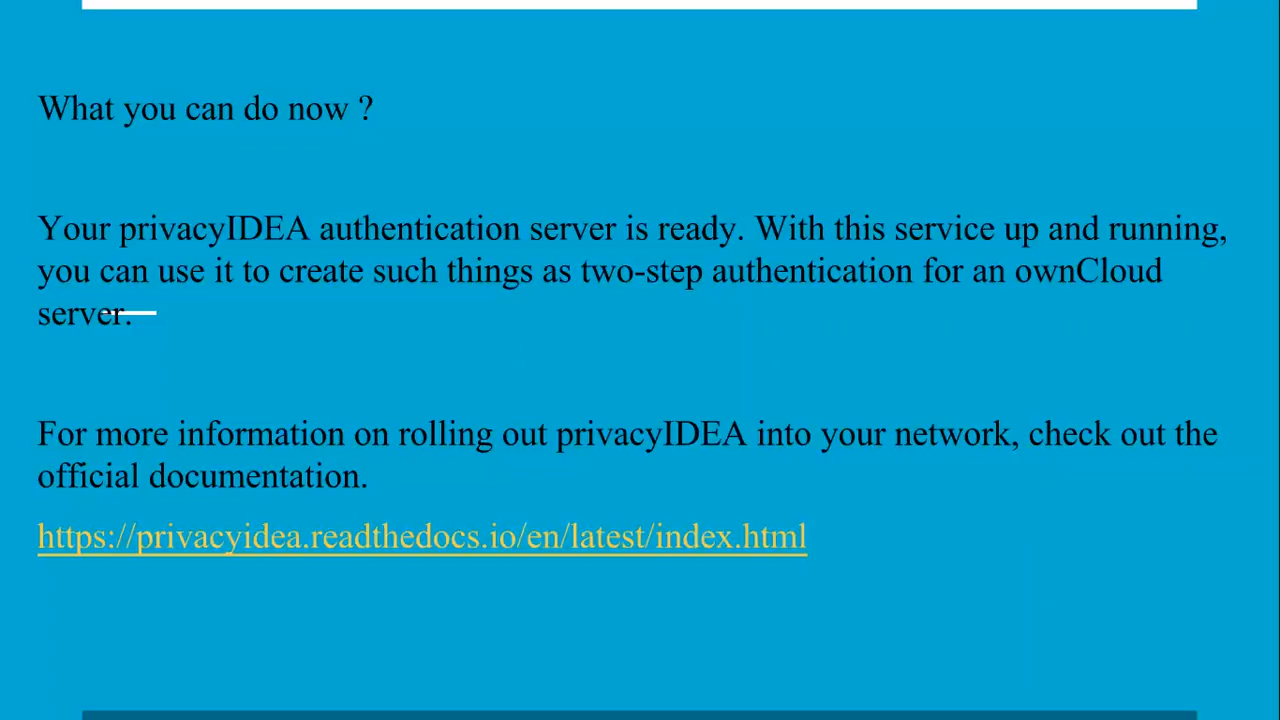 What you can do now ?
Your privacyIDEA authentication server is ready. With this service up and running,
you can use it to create such things as two-step authentication for an ownCloud
server.
For more information on rolling out privacyIDEA into your network, check out the
official documentation.
https://privacyidea.readthedocs.io/en/latest/index.html